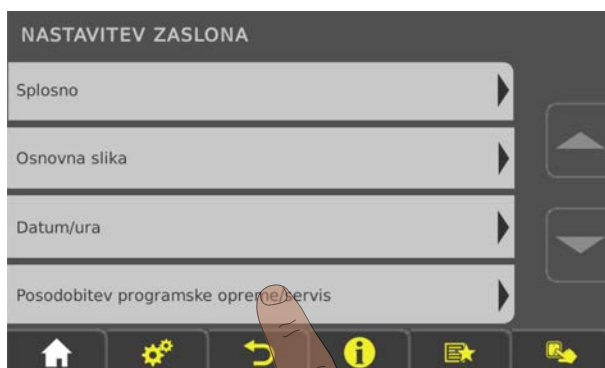 NASTAVITEV ZASLONA
Splosno
Osnovna slika
Datum/ura
Posodobitev programske opreme/servis